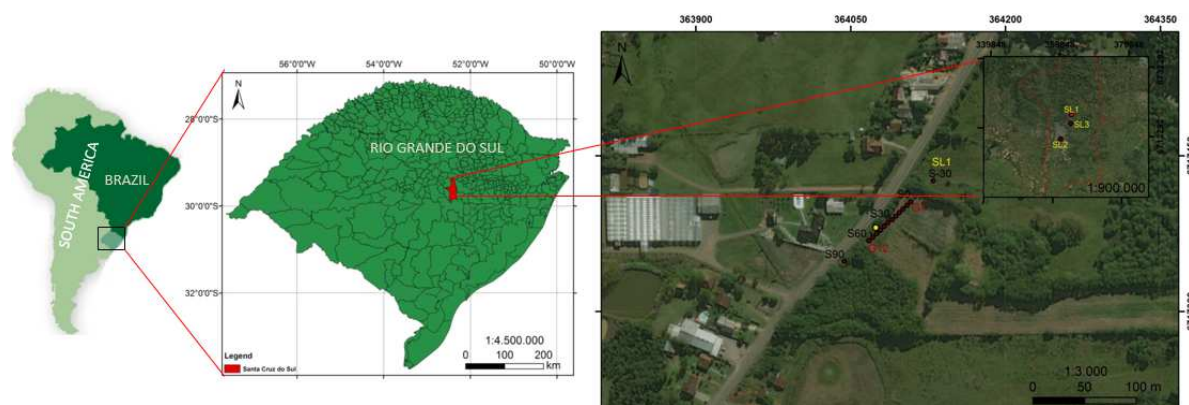 SOUTH AMERICA
BRAZIL
56°0'0"S
54°0'0"S
52°0'0"S
50°0'0"S
N
28°0'0"S
30°0'0"S
32°0'0"S
RIO GRANDE DO SUL
1:4.500.000
0 100 200
km
Legend
Santa Cruz do Sul
363900
364050
364200
364350
N
339848
379848
SL1
SL3
SL2
1:900.000
SL1
S-30
S30
S60
S90
1:3.000
0 50 100 m